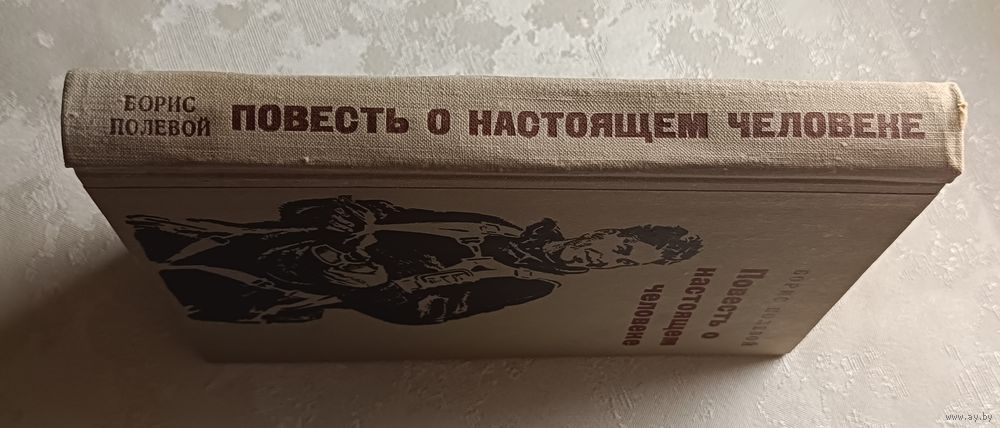 БОРИС
ПОЛЕВОЙ
ПОВЕСТЬ О НАСТОЯЩЕМ ЧЕЛОВЕКЕ
БОРИС ПОЛЕВОЙ
Повесть о
настоящем
человеке
www.ay.by